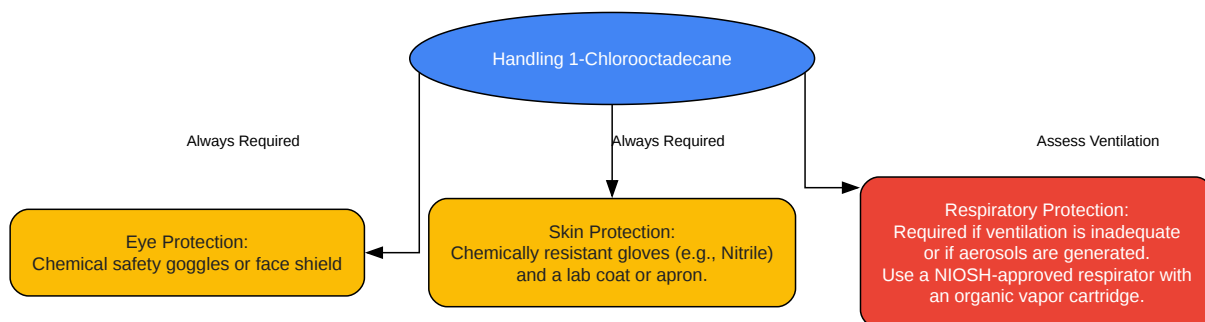 Handling 1-Chlorooctadecane
Always Required
Always Required
Assess Ventilation
Eye Protection:
Chemical safety goggles or face shield
Skin Protection:
Chemically resistant gloves (e.g., Nitrile)
and a lab coat or apron.
Respiratory Protection:
Required if ventilation is inadequate
or if aerosols are generated.
Use a NIOSH-approved respirator with
an organic vapor cartridge.